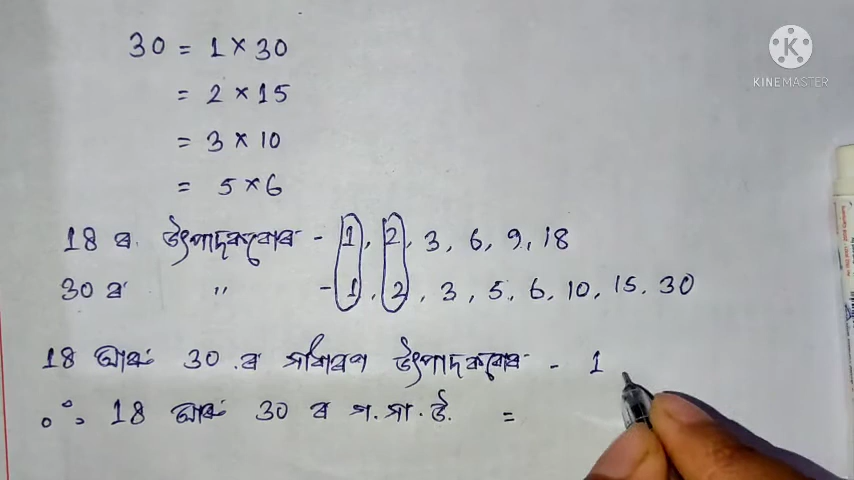 30 = 1 × 30
= 2 × 15
= 3 × 10
= 5 × 6
18 ৰ উৎপাদকবোৰ - 1, 2, 3, 6, 9, 18
30 ৰ " - 1, 2, 3, 5, 6, 10, 15, 30
18 আৰু 30 ৰ সাধাৰণ উৎপাদকবোৰ - 1
∴ 18 আৰু 30 ৰ গ.সা.উ. =
KINEMASTER